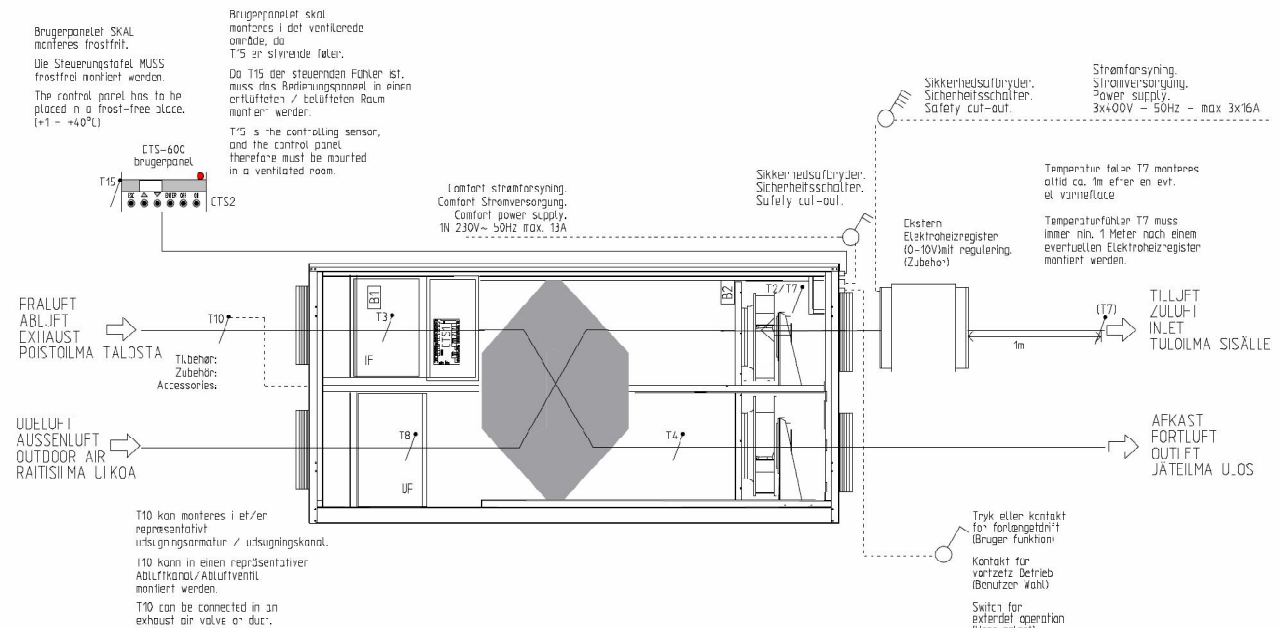 Brugerpanelet SKAL
monteres frostfrit.
Die Steuerungstafel MUSS
frostfrei montiert werden.
The control panel has to be
placed in a frost-free place.
(+1 - +40°C)
Brugerpanelet skal
monteres i det ventilerede
område, da
T15 er styrende føler.
Da T15 der steuernden Fühler ist,
muss das Bedienungspaneel in einen
entlüfteten / belüfteten Raum
montiert werden.
T15 is the controlling sensor,
and the control panel
therefore must be mounted
in a ventilated room.
CTS-600
brugerpanel
T15
ESC
ENTER OFF ON
CTS2
Comfort strømforsyning.
Comfort Stromversorgung.
Comfort power supply.
1N 230V~ 50Hz max. 13A
Sikkerhedsafbryder.
Sicherheitsschalter.
Safety cut-out.
Sikkerhedsafbryder.
Sicherheitsschalter.
Safety cut-out.
Strømforsyning.
Stromversorgung.
Power supply.
3x400V - 50Hz - max 3x16A
Ekstern
Elektroheizregister
(0-10V)mit regulering.
(Zubehør)
Temperatur føler T7 monteres
altid ca. 1m efter en evt.
el varmeflade
Temperaturfühler T7 muss
immer min. 1 Meter nach einem
eventuellen Elektroheizregister
montiert werden.
FRALUFT
ABLUFT
EXHAUST
POISTOILMA TALOSTA
T10
Tilbehør:
Zubehör:
Accessories:
B1
T3
IF
CTS1
B2
T2/T7
(T7)
1m
TILLUFT
ZULUFT
INLET
TULOILMA SISÄLLE
UDELUFT
AUSSENLUFT
OUTDOOR AIR
RAITISILMA ULKOA
T8
UF
T4
AFKAST
FORTLUFT
OUTLET
JÄTEILMA ULOS
T10 kan monteres i et/er
repræsentativt
udsugningsarmatur / udsugningskanal.
T10 kann in einen repräsentativer
Abluftkanal/Abluftventil
montiert werden.
T10 can be connected in an
exhaust air valve or duct.
Tryk eller kontakt
for forlænget drift
(Bruger funktion)
Kontakt für
vortzetz Betrieb
(Benutzer Wahl)
Switch for
extended operation